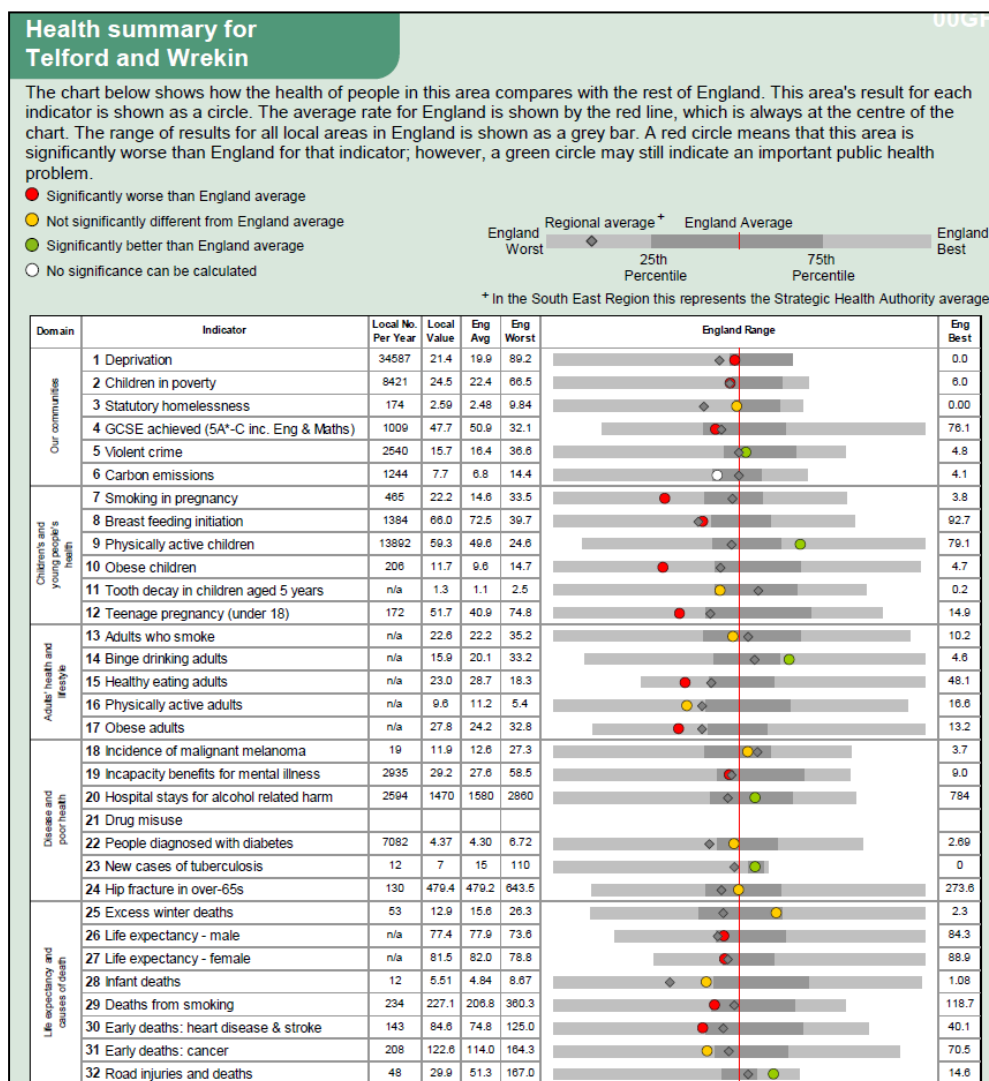 Health summary for
Telford and Wrekin
The chart below shows how the health of people in this area compares with the rest of England. This area's result for each
indicator is shown as a circle. The average rate for England is shown by the red line, which is always at the centre of the
chart. The range of results for all local areas in England is shown as a grey bar. A red circle means that this area is
significantly worse than England for that indicator; however, a green circle may still indicate an important public health
problem.
Significantly worse than England average
Not significantly different from England average
Significantly better than England average
No significance can be calculated
Regional average + England Average
England Worst
England Best
25th Percentile
75th Percentile
+ In the South East Region this represents the Strategic Health Authority average
Domain Indicator Local No. Per Year Local Value Eng Avg Eng Worst England Range Eng Best
Our communities
1 Deprivation 34587 21.4 19.9 89.2 0.0
2 Children in poverty 8421 24.5 22.4 66.5 6.0
3 Statutory homelessness 174 2.59 2.48 9.84 0.00
4 GCSE achieved (5A*-C inc. Eng & Maths) 1009 47.7 50.9 32.1 76.1
5 Violent crime 2540 15.7 16.4 36.6 4.8
6 Carbon emissions 1244 7.7 6.8 14.4 4.1
Children's and young people's health
7 Smoking in pregnancy 465 22.2 14.6 33.5 3.8
8 Breast feeding initiation 1384 66.0 72.5 39.7 92.7
9 Physically active children 13892 59.3 49.6 24.6 79.1
10 Obese children 206 11.7 9.6 14.7 4.7
11 Tooth decay in children aged 5 years n/a 1.3 1.1 2.5 0.2
12 Teenage pregnancy (under 18) 172 51.7 40.9 74.8 14.9
Adults' health and lifestyle
13 Adults who smoke n/a 22.6 22.2 35.2 10.2
14 Binge drinking adults n/a 15.9 20.1 33.2 4.6
15 Healthy eating adults n/a 23.0 28.7 18.3 48.1
16 Physically active adults n/a 9.6 11.2 5.4 16.6
17 Obese adults n/a 27.8 24.2 32.8 13.2
Disease and poor health
18 Incidence of malignant melanoma 19 11.9 12.6 27.3 3.7
19 Incapacity benefits for mental illness 2935 29.2 27.6 58.5 9.0
20 Hospital stays for alcohol related harm 2594 1470 1580 2860 784
21 Drug misuse
22 People diagnosed with diabetes 7082 4.37 4.30 6.72 2.69
23 New cases of tuberculosis 12 7 15 110 0
24 Hip fracture in over-65s 130 479.4 479.2 643.5 273.6
Life expectancy and causes of death
25 Excess winter deaths 53 12.9 15.6 26.3 2.3
26 Life expectancy - male n/a 77.4 77.9 73.6 84.3
27 Life expectancy - female n/a 81.5 82.0 78.8 88.9
28 Infant deaths 12 5.51 4.84 8.67 1.08
29 Deaths from smoking 234 227.1 206.8 360.3 118.7
30 Early deaths: heart disease & stroke 143 84.6 74.8 125.0 40.1
31 Early deaths: cancer 208 122.6 114.0 164.3 70.5
32 Road injuries and deaths 48 29.9 51.3 167.0 14.6